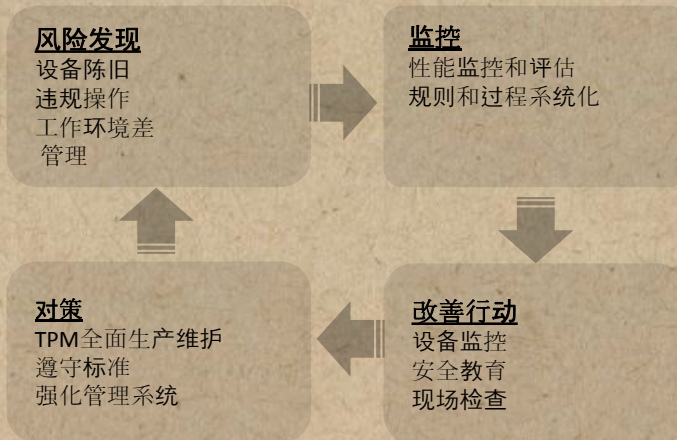 风险发现
设备陈旧
违规操作
工作环境差
管理
监控
性能监控和评估
规则和过程系统化
对策
TPM全面生产维护
遵守标准
强化管理系统
改善行动
设备监控
安全教育
现场检查